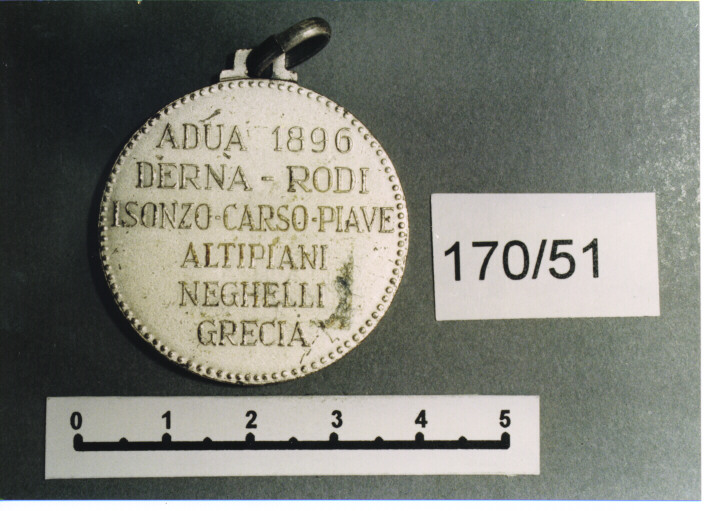 ADUA 1896
DERNA - RODI
ISONZO-CARSO-PIAVE
ALTIPIANI
NEGHELLI
GRECIA
170/51
0 1 2 3 4 5